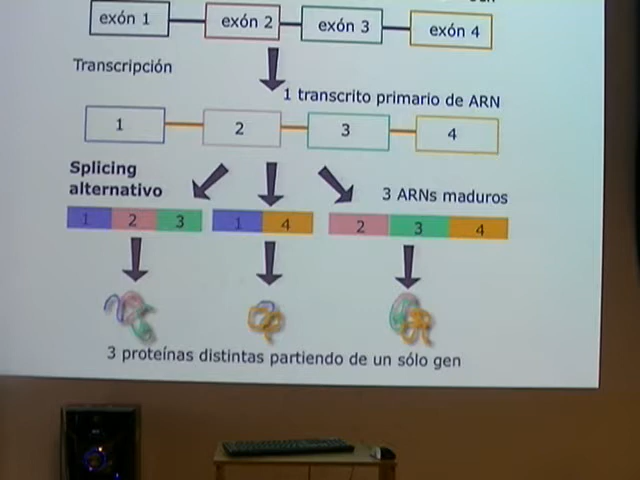 exón 1 exón 2 exón 3 exón 4
Transcripción
1 transcrito primario de ARN
1 2 3 4
Splicing
alternativo
3 ARNs maduros
1 2 3 1 4 2 3 4
3 proteínas distintas partiendo de un sólo gen